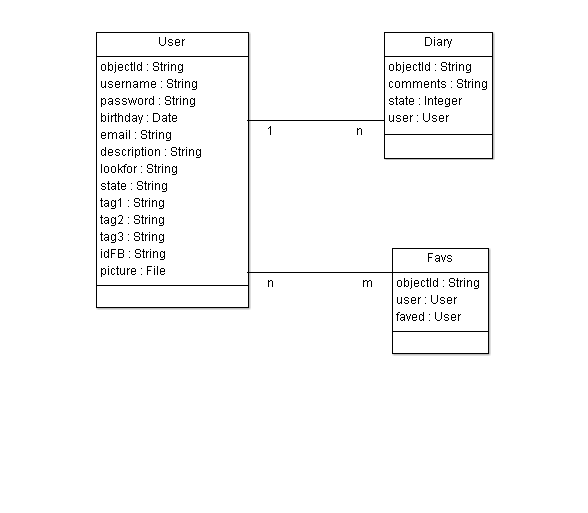 User
objectId : String
username : String
password : String
birthday : Date
email : String
description : String
lookfor : String
state : String
tag1 : String
tag2 : String
tag3 : String
idFB : String
picture : File
1
n
Diary
objectId : String
comments : String
state : Integer
user : User
n
m
Favs
objectId : String
user : User
faved : User